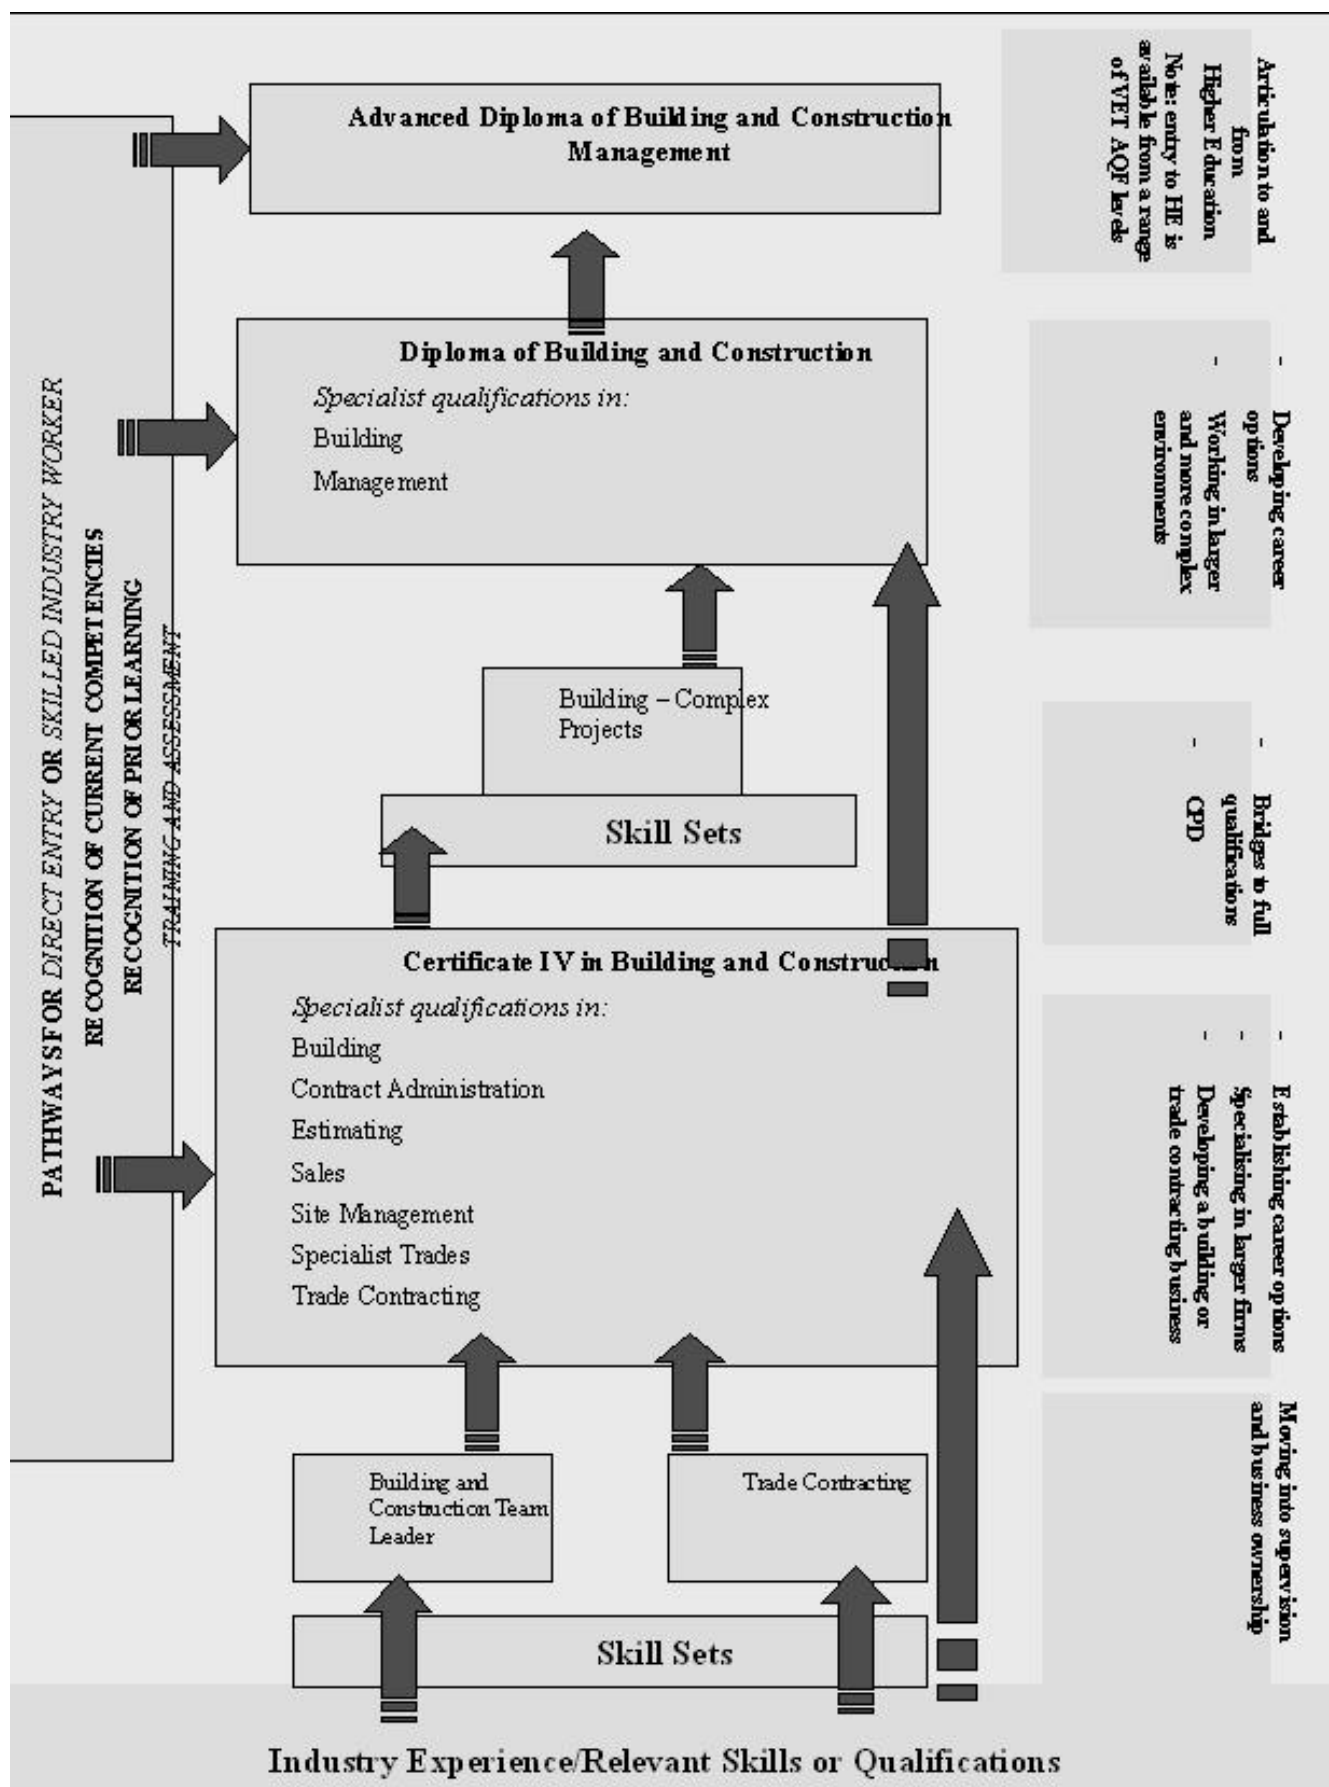 Advanced Diploma of Building and Construction
Management
Diploma of Building and Construction
Specialist qualifications in:
Building
Management
Building – Complex
Projects
Skill Sets
Certificate IV in Building and Construction
Specialist qualifications in:
Building
Contract Administration
Estimating
Sales
Site Management
Specialist Trades
Trade Contracting
Building and
Construction Team
Leader
Trade Contracting
Skill Sets
Industry Experience/Relevant Skills or Qualifications
PATHWAYS FOR DIRECT ENTRY OR SKILLED INDUSTRY WORKER
RECOGNITION OF CURRENT COMPETENCIES
RECOGNITION OF PRIOR LEARNING
TRAINING AND ASSESSMENT
Articulation to and
from
Higher Education
Note: entry to HE is
available from a range
of VET AQF levels
- Developing career
options
- Working in larger
and more complex
environments
- Bridges to full
qualifications
- CPD
- Establishing career options
- Specialising in larger firms
- Developing a building or
trade contracting business
Moving into supervision
and business ownership